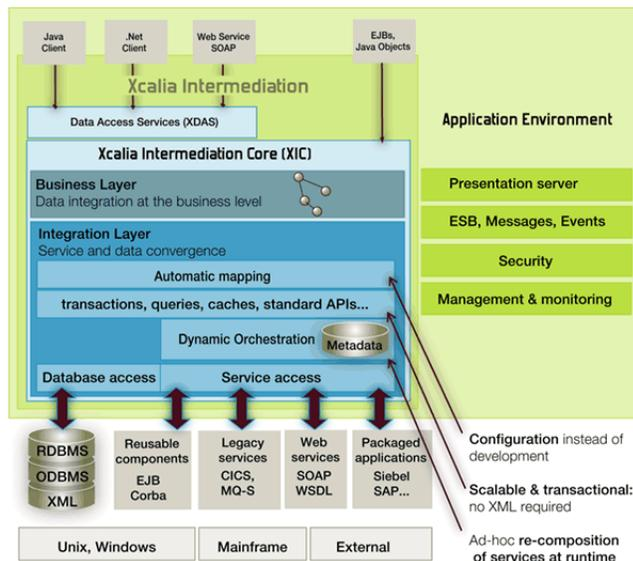 Java
Client
.Net
Client
Web Service
SOAP
EJBs,
Java Objects
Xcalia Intermediation
Data Access Services (XDAS)
Xcalia Intermediation Core (XIC)
Business Layer
Data integration at the business level
Integration Layer
Service and data convergence
Automatic mapping
transactions, queries, caches, standard APIs...
Dynamic Orchestration
Metadata
Database access
Service access
Application Environment
Presentation server
ESB, Messages, Events
Security
Management & monitoring
RDBMS
ODBMS
XML
Reusable
components
EJB
Corba
Legacy
services
CICS,
MQ-S
Web
services
SOAP
WSDL
Packaged
applications
Siebel
SAP...
Configuration instead of
development
Scalable & transactional:
no XML required
Ad-hoc re-composition
of services at runtime
Unix, Windows
Mainframe
External